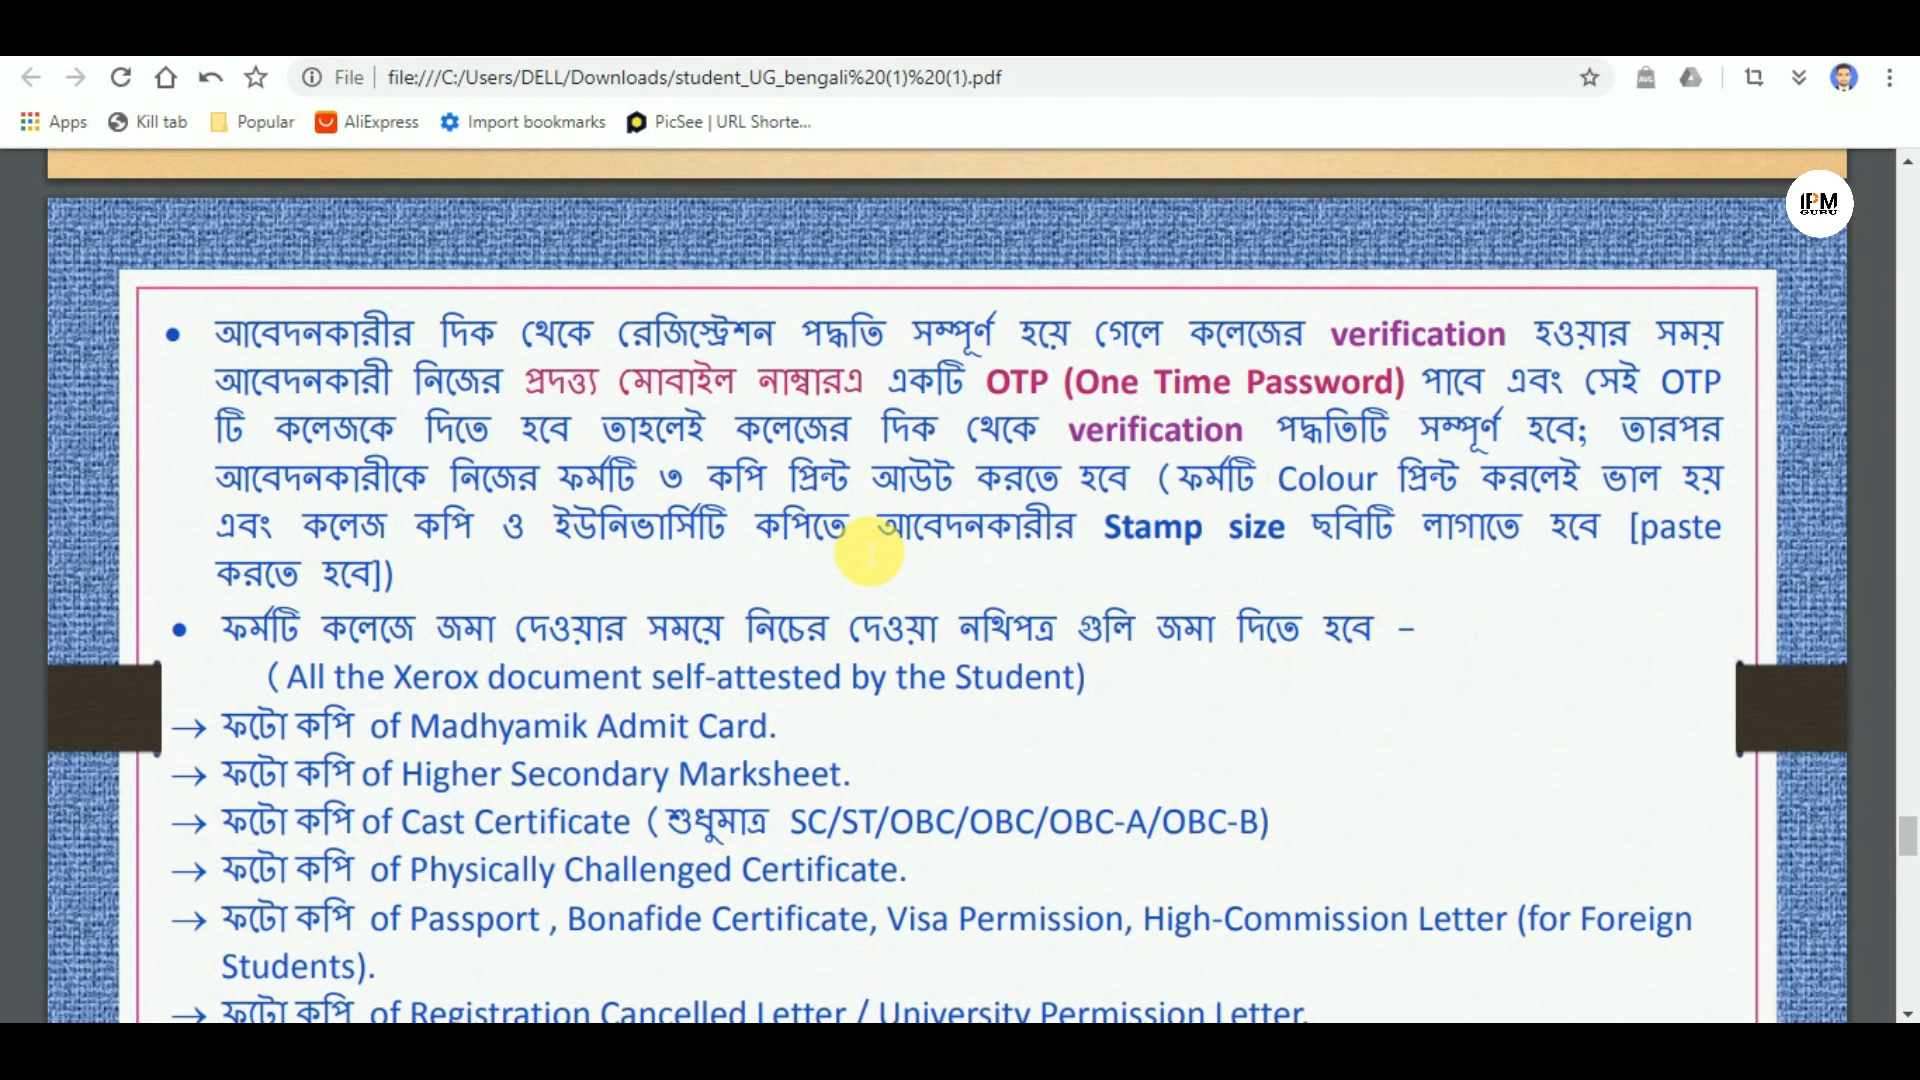 File
file:///C:/Users/DELL/Downloads/student_UG_bengali%20(1)%20(1).pdf
AVG
Apps
Kill tab
Popular
AliExpress
Import bookmarks
PicSee | URL Shorte...
IPM
GURU
• আবেদনকারীর দিক থেকে রেজিস্ট্রেশন পদ্ধতি সম্পূর্ণ হয়ে গেলে কলেজের verification হওয়ার সময়
আবেদনকারী নিজের প্রদত্ত্য মোবাইল নাম্বারএ একটি OTP (One Time Password) পাবে এবং সেই OTP
টি কলেজকে দিতে হবে তাহলেই কলেজের দিক থেকে verification পদ্ধতিটি সম্পূর্ণ হবে; তারপর
আবেদনকারীকে নিজের ফর্মটি ৩ কপি প্রিন্ট আউট করতে হবে ( ফর্মটি Colour প্রিন্ট করলেই ভাল হয়
এবং কলেজ কপি ও ইউনিভার্সিটি কপিতে আবেদনকারীর Stamp size ছবিটি লাগাতে হবে [paste
করতে হবে])
• ফর্মটি কলেজে জমা দেওয়ার সময়ে নিচের দেওয়া নথিপত্র গুলি জমা দিতে হবে –
( All the Xerox document self-attested by the Student)
→ ফটো কপি of Madhyamik Admit Card.
→ ফটো কপি of Higher Secondary Marksheet.
→ ফটো কপি of Cast Certificate ( শুধুমাত্র SC/ST/OBC/OBC/OBC-A/OBC-B)
→ ফটো কপি of Physically Challenged Certificate.
→ ফটো কপি of Passport , Bonafide Certificate, Visa Permission, High-Commission Letter (for Foreign
Students).
→ ফটো কপি of Registration Cancelled Letter / University Permission Letter.